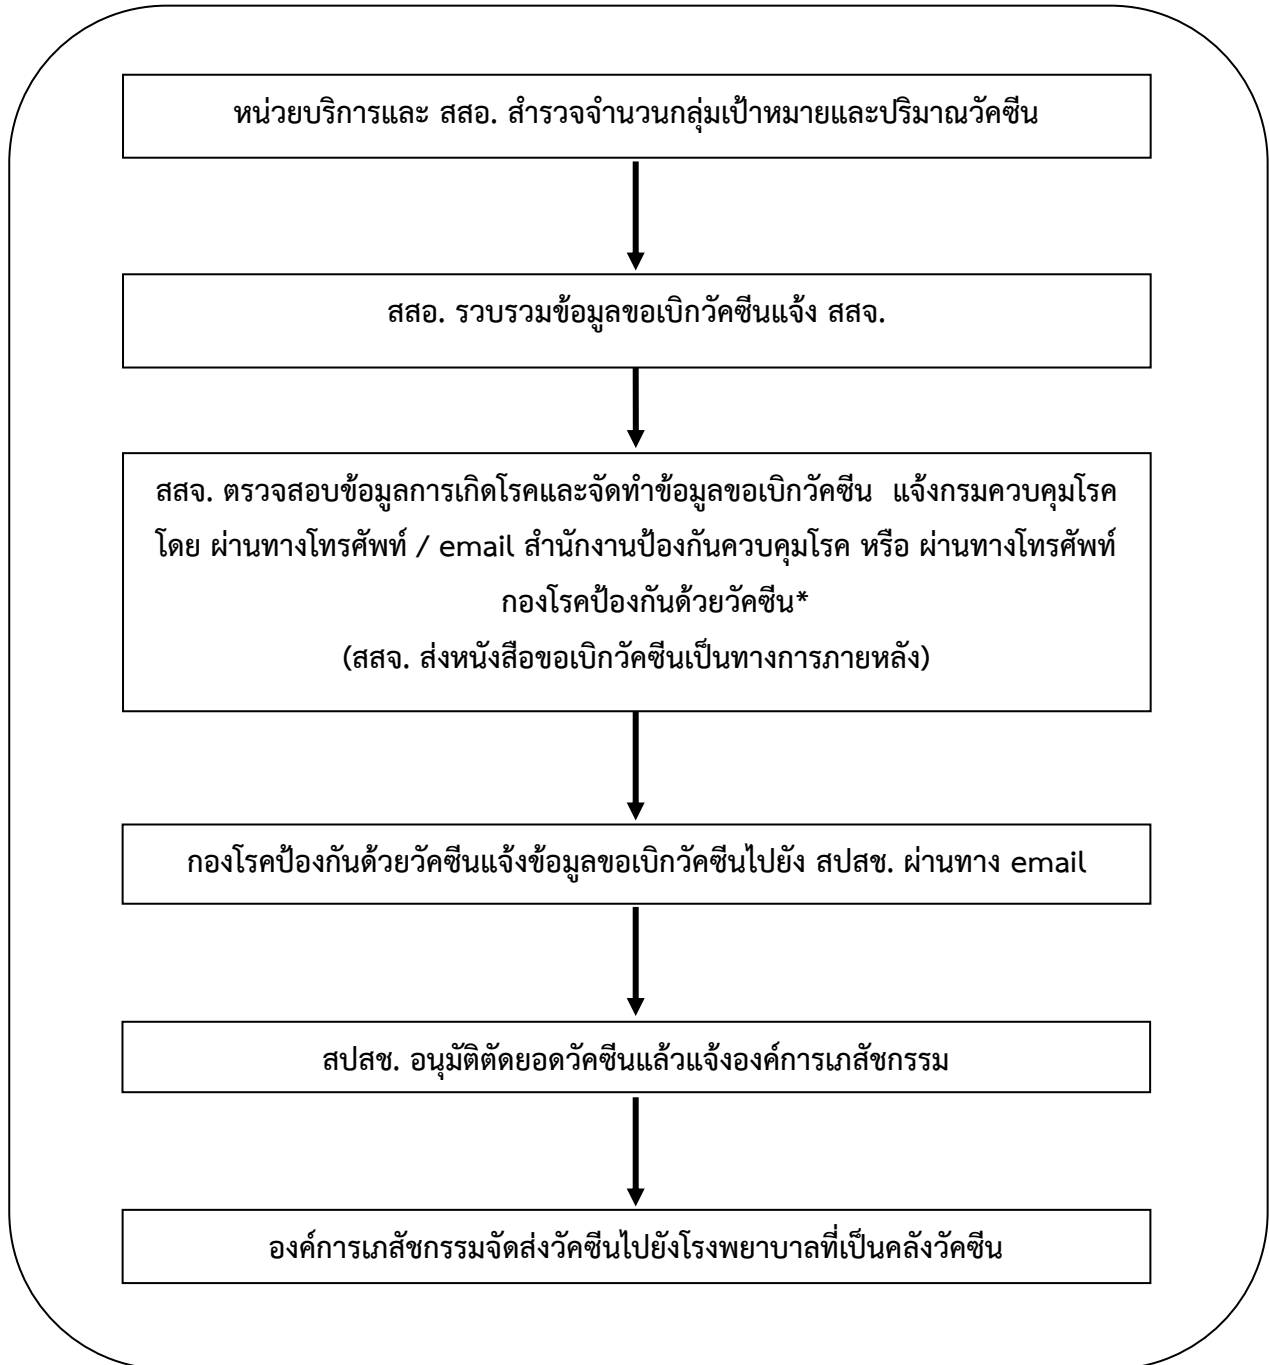 หน่วยบริการและ สสอ. สำรวจจำนวนกลุ่มเป้าหมายและปริมาณวัคซีน
สสอ. รวบรวมข้อมูลขอเบิกวัคซีนแจ้ง สสจ.
สสจ. ตรวจสอบข้อมูลการเกิดโรคและจัดทำข้อมูลขอเบิกวัคซีน แจ้งกรมควบคุมโรค
โดย ผ่านทางโทรศัพท์ / email สำนักงานป้องกันควบคุมโรค หรือ ผ่านทางโทรศัพท์
กองโรคป้องกันด้วยวัคซีน*
(สสจ. ส่งหนังสือขอเบิกวัคซีนเป็นทางการภายหลัง)
กองโรคป้องกันด้วยวัคซีนแจ้งข้อมูลขอเบิกวัคซีนไปยัง สปสช. ผ่านทาง email
สปสช. อนุมัติตัดยอดวัคซีนแล้วแจ้งองค์การเภสัชกรรม
องค์การเภสัชกรรมจัดส่งวัคซีนไปยังโรงพยาบาลที่เป็นคลังวัคซีน